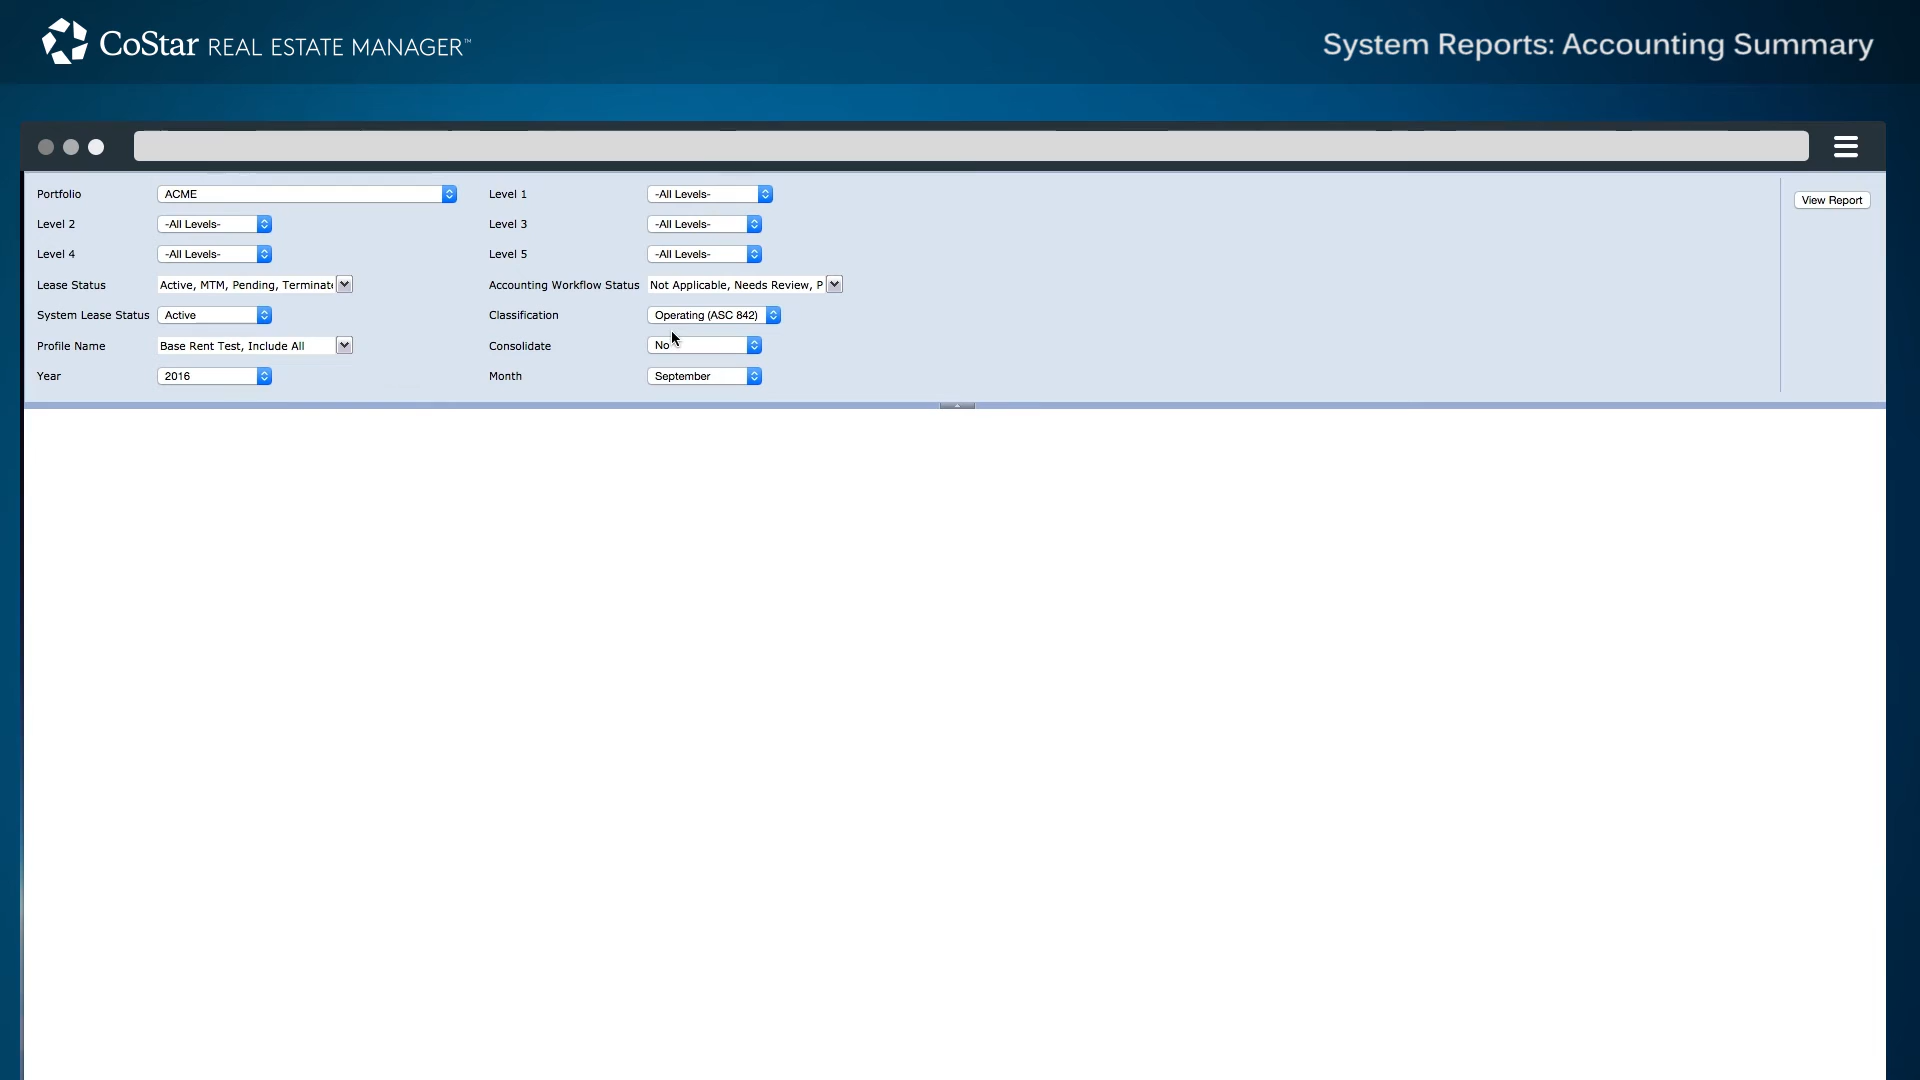 CoStar REAL ESTATE MANAGER™
System Reports: Accounting Summary
Portfolio ACME Level 1 -All Levels- View Report
Level 2 -All Levels- Level 3 -All Levels-
Level 4 -All Levels- Level 5 -All Levels-
Lease Status Active, MTM, Pending, Terminat Accounting Workflow Status Not Applicable, Needs Review, P
System Lease Status Active Classification Operating (ASC 842)
Profile Name Base Rent Test, Include All Consolidate No
Year 2016 Month September